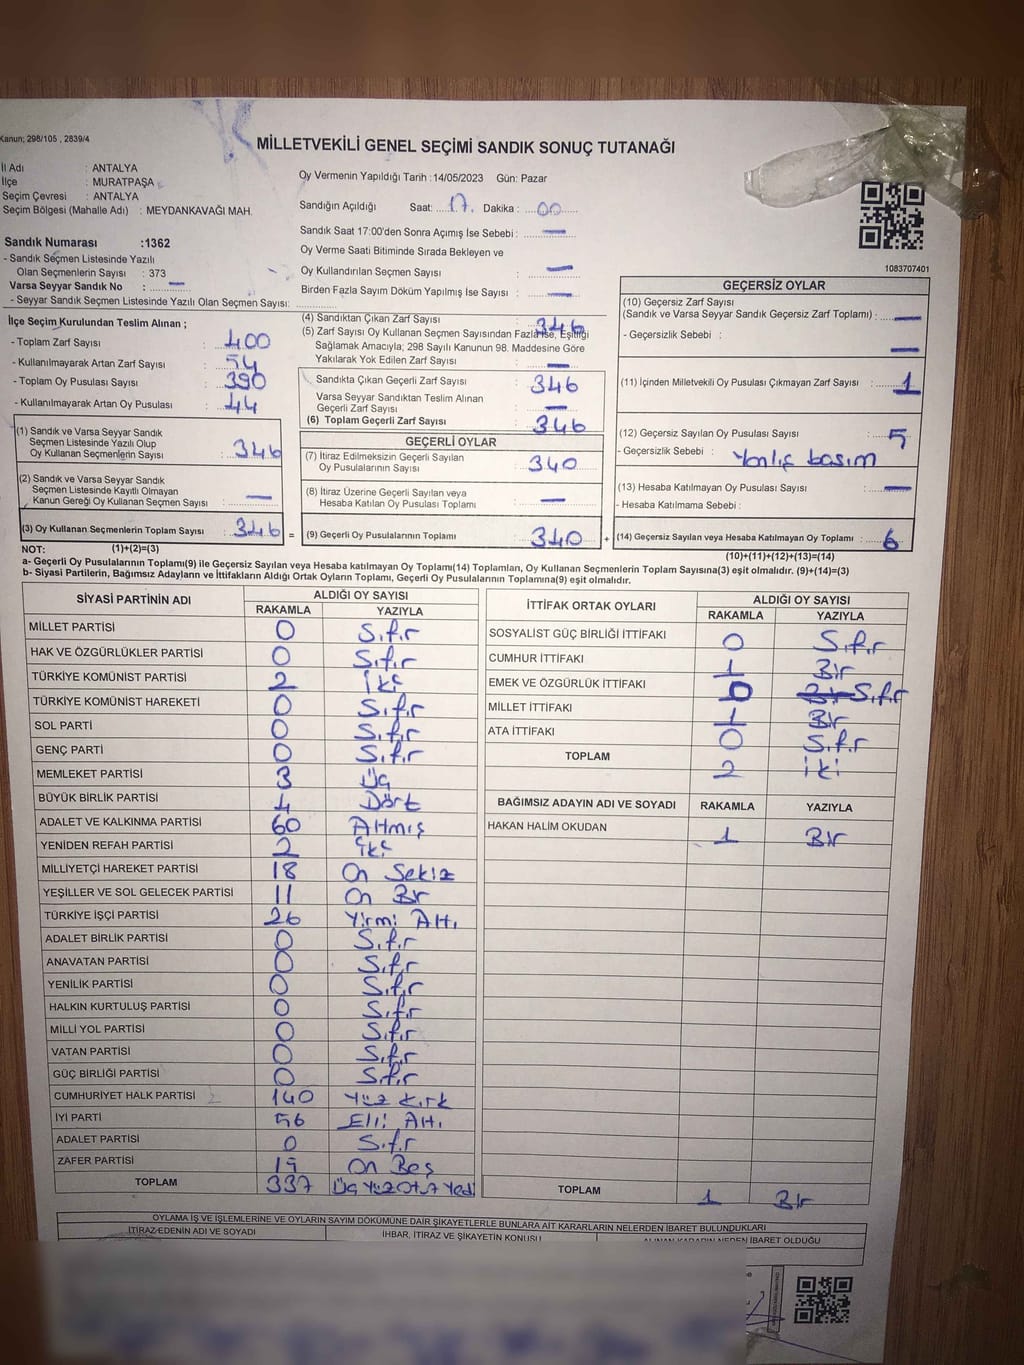 Kanun; 298/105 , 2839/4
MİLLETVEKİLİ GENEL SEÇİMİ SANDIK SONUÇ TUTANAĞI
İl Adı : ANTALYA
İlçe : MURATPAŞA
Seçim Çevresi : ANTALYA
Seçim Bölgesi (Mahalle Adı) : MEYDANKAVAĞI MAH.
Sandık Numarası :1362
- Sandık Seçmen Listesinde Yazılı
Olan Seçmenlerin Sayısı : 373
Varsa Seyyar Sandık No : —
- Seyyar Sandık Seçmen Listesinde Yazılı Olan Seçmen Sayısı:
Oy Vermenin Yapıldığı Tarih :14/05/2023 Gün: Pazar
Sandığın Açıldığı Saat: 17. Dakika : 00
Sandık Saat 17:00'den Sonra Açımış İse Sebebi : —
Oy Verme Saati Bitiminde Sırada Bekleyen ve
Oy Kullandırılan Seçmen Sayısı : —
Birden Fazla Sayım Döküm Yapılmış İse Sayısı : —
1083707401
İlçe Seçim Kurulundan Teslim Alınan ;
- Toplam Zarf Sayısı : 400
- Kullanılmayarak Artan Zarf Sayısı : 54
- Toplam Oy Pusulası Sayısı : 390
- Kullanılmayarak Artan Oy Pusulası : 44
(1) Sandık ve Varsa Seyyar Sandık
Seçmen Listesinde Yazılı Olup
Oy Kullanan Seçmenlerin Sayısı : 346
(2) Sandık ve Varsa Seyyar Sandık
Seçmen Listesinde Kayıtlı Olmayan
Kanun Gereği Oy Kullanan Seçmen Sayısı : —
(3) Oy Kullanan Seçmenlerin Toplam Sayısı : 346
(4) Sandıktan Çıkan Zarf Sayısı : 346
(5) Zarf Sayısı Oy Kullanan Seçmen Sayısından Fazla ise, Eşitliği
Sağlamak Amacıyla; 298 Sayılı Kanunun 98. Maddesine Göre
Yakılarak Yok Edilen Zarf Sayısı : —
Sandıkta Çıkan Geçerli Zarf Sayısı : 346
Varsa Seyyar Sandıktan Teslim Alınan
Geçerli Zarf Sayısı : —
(6) Toplam Geçerli Zarf Sayısı : 346
GEÇERLİ OYLAR
(7) İtiraz Edilmeksizin Geçerli Sayılan
Oy Pusulalarının Sayısı : 340
(8) İtiraz Üzerine Geçerli Sayılan veya
Hesaba Katılan Oy Pusulası Toplamı : —
= (9) Geçerli Oy Pusulalarının Toplamı : 340
GEÇERSİZ OYLAR
(10) Geçersiz Zarf Sayısı
(Sandık ve Varsa Seyyar Sandık Geçersiz Zarf Toplamı) : —
- Geçersizlik Sebebi : —
(11) İçinden Milletvekili Oy Pusulası Çıkmayan Zarf Sayısı : 1
(12) Geçersiz Sayılan Oy Pusulası Sayısı : 5
- Geçersizlik Sebebi : Yanlış basım
(13) Hesaba Katılmayan Oy Pusulası Sayısı : —
- Hesaba Katılmama Sebebi :
+ (14) Geçersiz Sayılan veya Hesaba Katılmayan Oy Toplamı : 6
NOT: (1)+(2)=(3)
(10)+(11)+(12)+(13)=(14)
a- Geçerli Oy Pusulalarının Toplamı(9) ile Geçersiz Sayılan veya Hesaba Katılmayan Oy Toplamı(14) Toplamları, Oy Kullanan Seçmenlerin Toplam Sayısına(3) eşit olmalıdır. (9)+(14)=(3)
b- Siyasi Partilerin, Bağımsız Adayların ve İttifakların Aldığı Ortak Oyların Toplamı, Geçerli Oy Pusulalarının Toplamına(9) eşit olmalıdır.
SİYASİ PARTİNİN ADI ALDIĞI OY SAYISI
RAKAMLA YAZIYLA
MİLLET PARTİSİ 0 Sıfır
HAK VE ÖZGÜRLÜKLER PARTİSİ 0 Sıfır
TÜRKİYE KOMÜNİST PARTİSİ 2 İki
TÜRKİYE KOMÜNİST HAREKETİ 0 Sıfır
SOL PARTİ 0 Sıfır
GENÇ PARTİ 0 Sıfır
MEMLEKET PARTİSİ 3 Üç
BÜYÜK BİRLİK PARTİSİ 4 Dört
ADALET VE KALKINMA PARTİSİ 60 Altmış
YENİDEN REFAH PARTİSİ 2 İki
MİLLİYETÇİ HAREKET PARTİSİ 18 On Sekiz
YEŞİLLER VE SOL GELECEK PARTİSİ 11 On Bir
TÜRKİYE İŞÇİ PARTİSİ 26 Yirmi Altı
ADALET BİRLİK PARTİSİ 0 Sıfır
ANAVATAN PARTİSİ 0 Sıfır
YENİLİK PARTİSİ 0 Sıfır
HALKIN KURTULUŞ PARTİSİ 0 Sıfır
MİLLİ YOL PARTİSİ 0 Sıfır
VATAN PARTİSİ 0 Sıfır
GÜÇ BİRLİĞİ PARTİSİ 0 Sıfır
CUMHURİYET HALK PARTİSİ 140 Yüz Kırk
İYİ PARTİ 56 Elli Altı
ADALET PARTİSİ 0 Sıfır
ZAFER PARTİSİ 15 On Beş
TOPLAM 337 Üç Yüz Otuz Yedi
İTTİFAK ORTAK OYLARI ALDIĞI OY SAYISI
RAKAMLA YAZIYLA
SOSYALIST GÜÇ BİRLİĞİ İTTİFAKI 0 Sıfır
CUMHUR İTTİFAKI 1 Bir
EMEK VE ÖZGÜRLÜK İTTİFAKI 0 Bir Sıfır
MİLLET İTTİFAKI 1 Bir
ATA İTTİFAKI 0 Sıfır
TOPLAM 2 İki
BAĞIMSIZ ADAYIN ADI VE SOYADI RAKAMLA YAZIYLA
HAKAN HALIM OKUDAN 1 Bir
TOPLAM 1 Bir
OYLAMA İŞ VE İŞLEMLERİNE VE OYLARIN SAYIM DÖKÜMÜNE DAİR ŞİKAYETLERLE BUNLARA AİT KARARLARIN NELERDEN İBARET BULUNDUKLARI
İTİRAZ EDENİN ADI VE SOYADI İHBAR, İTİRAZ VE ŞİKAYETİN KONUSU ALINAN KARARIN NEDEN İBARET OLDUĞU